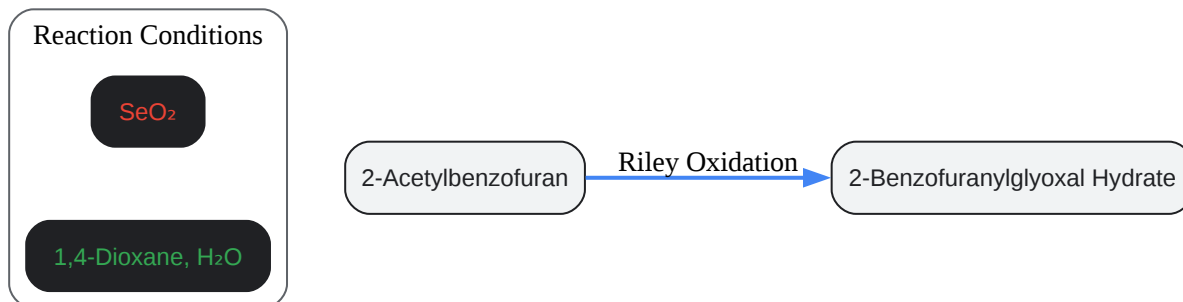 Reaction Conditions
SeO₂
1,4-Dioxane, H₂O
2-Acetylbenzofuran
Riley Oxidation
2-Benzofuranylglyoxal Hydrate